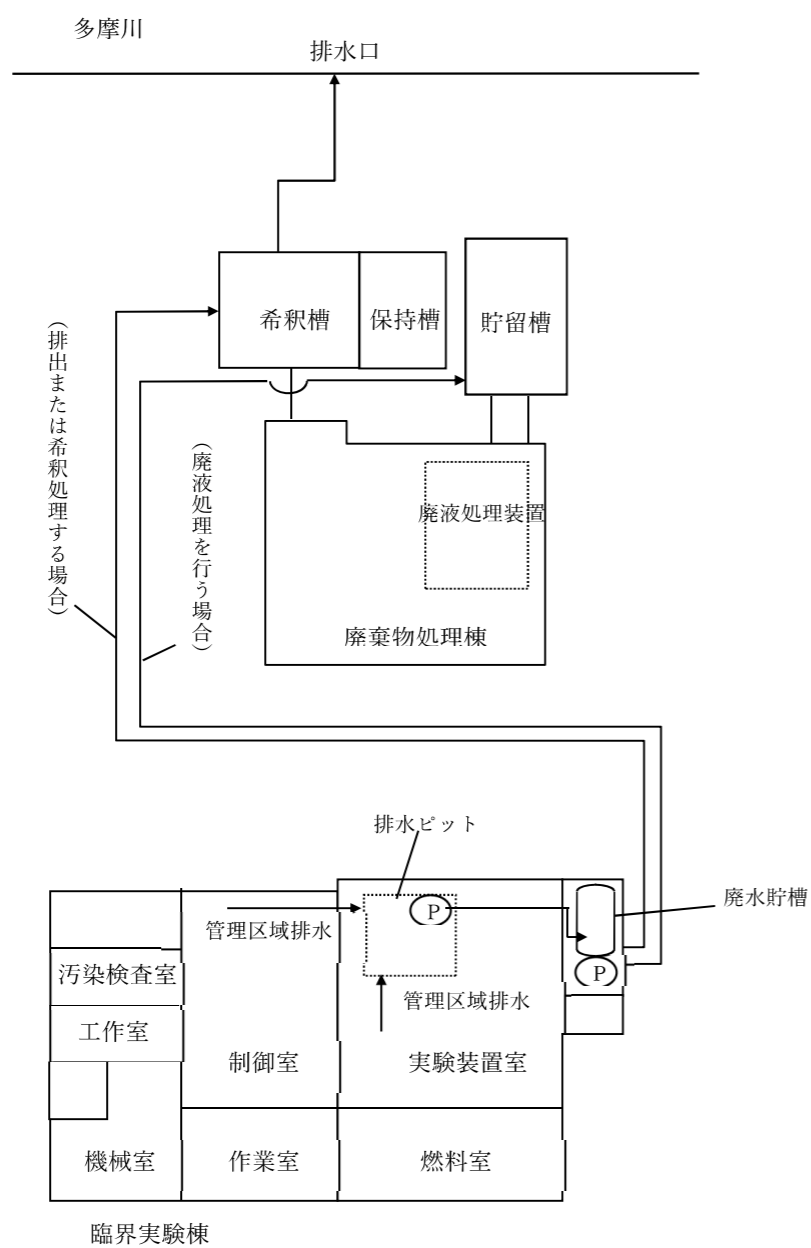 多摩川
排水口
希釈槽
保持槽
貯留槽
(排出または希釈処理する場合)
(廃液処理を行う場合)
廃液処理装置
廃棄物処理棟
排水ピット
廃水貯槽
P
管理区域排水
P
汚染検査室
管理区域排水
工作室
制御室
実験装置室
機械室
作業室
燃料室
臨界実験棟